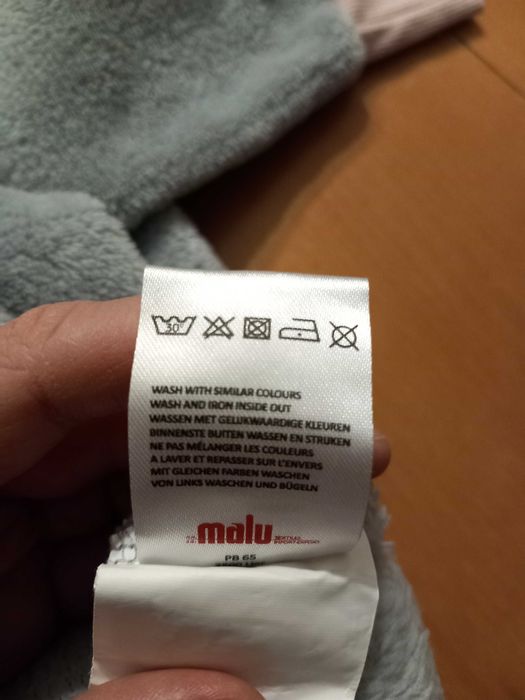 30°
WASH WITH SIMILAR COLOURS
WASH AND IRON INSIDE OUT
WASSEN MET GELIJKWAARDIGE KLEUREN
BINNENSTE BUITEN WASSEN EN STRIJKEN
NE PAS MÉLANGER LES COULEURS
A LAVER ET REPASSER SUR L'ENVERS
MIT GLEICHEN FARBEN WASCHEN
VON LINKS WASCHEN UND BÜGELN
malu
PB 65